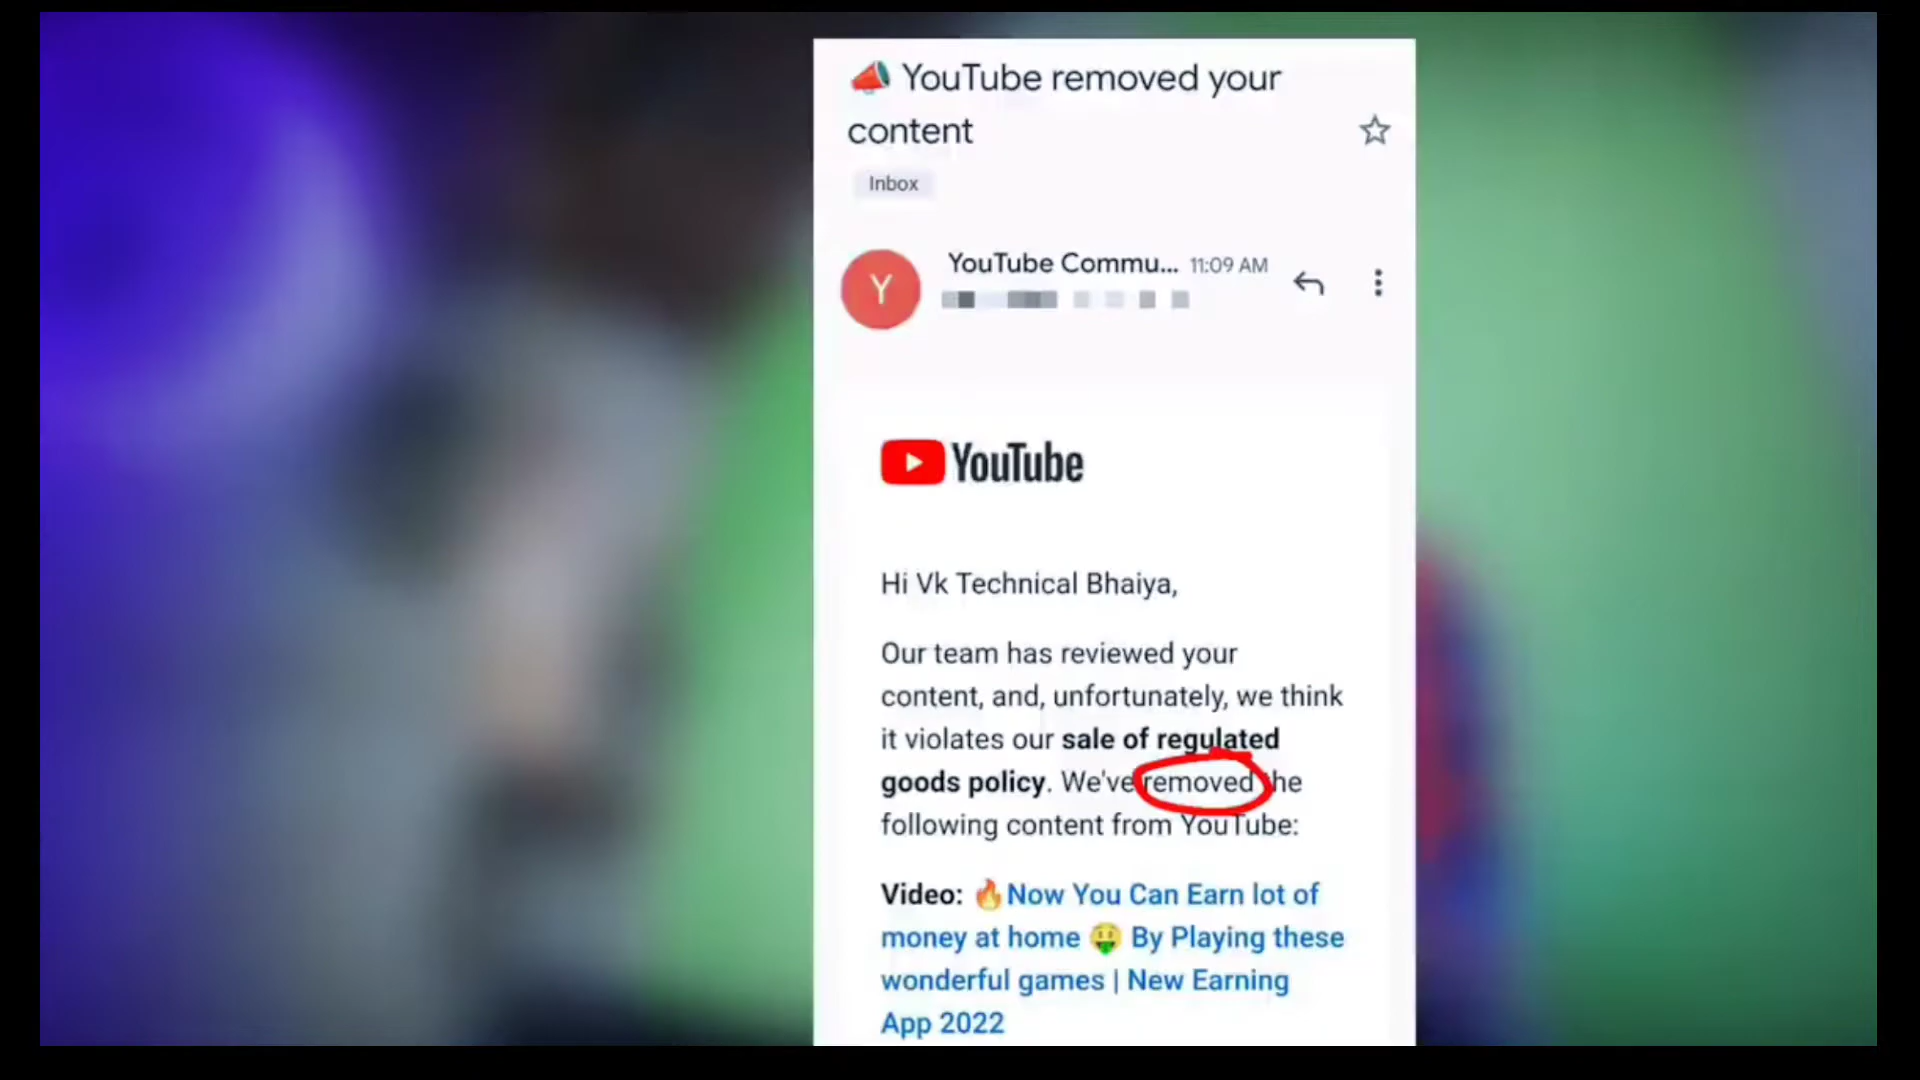 📣 YouTube removed your
content
Inbox
Y
YouTube Commu... 11:09 AM
YouTube
Hi Vk Technical Bhaiya,
Our team has reviewed your
content, and, unfortunately, we think
it violates our sale of regulated
goods policy. We've removed the
following content from YouTube:
Video: 🔥Now You Can Earn lot of
money at home 🤑 By Playing these
wonderful games | New Earning
App 2022